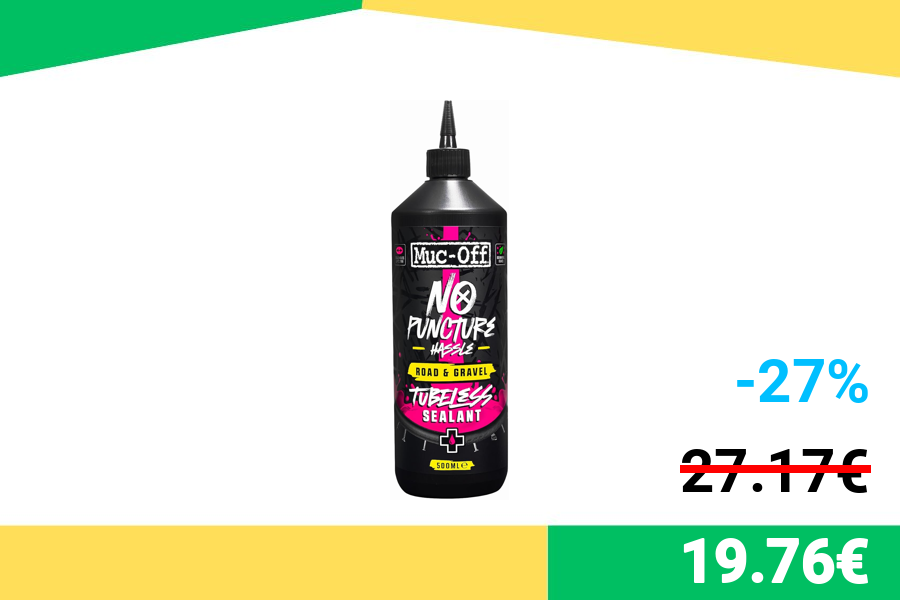 Muc-Off
NO
PUNCTURE
HASSLE
ROAD & GRAVEL
TUBELESS
SEALANT
500ML℮
-27%
27.17€
19.76€